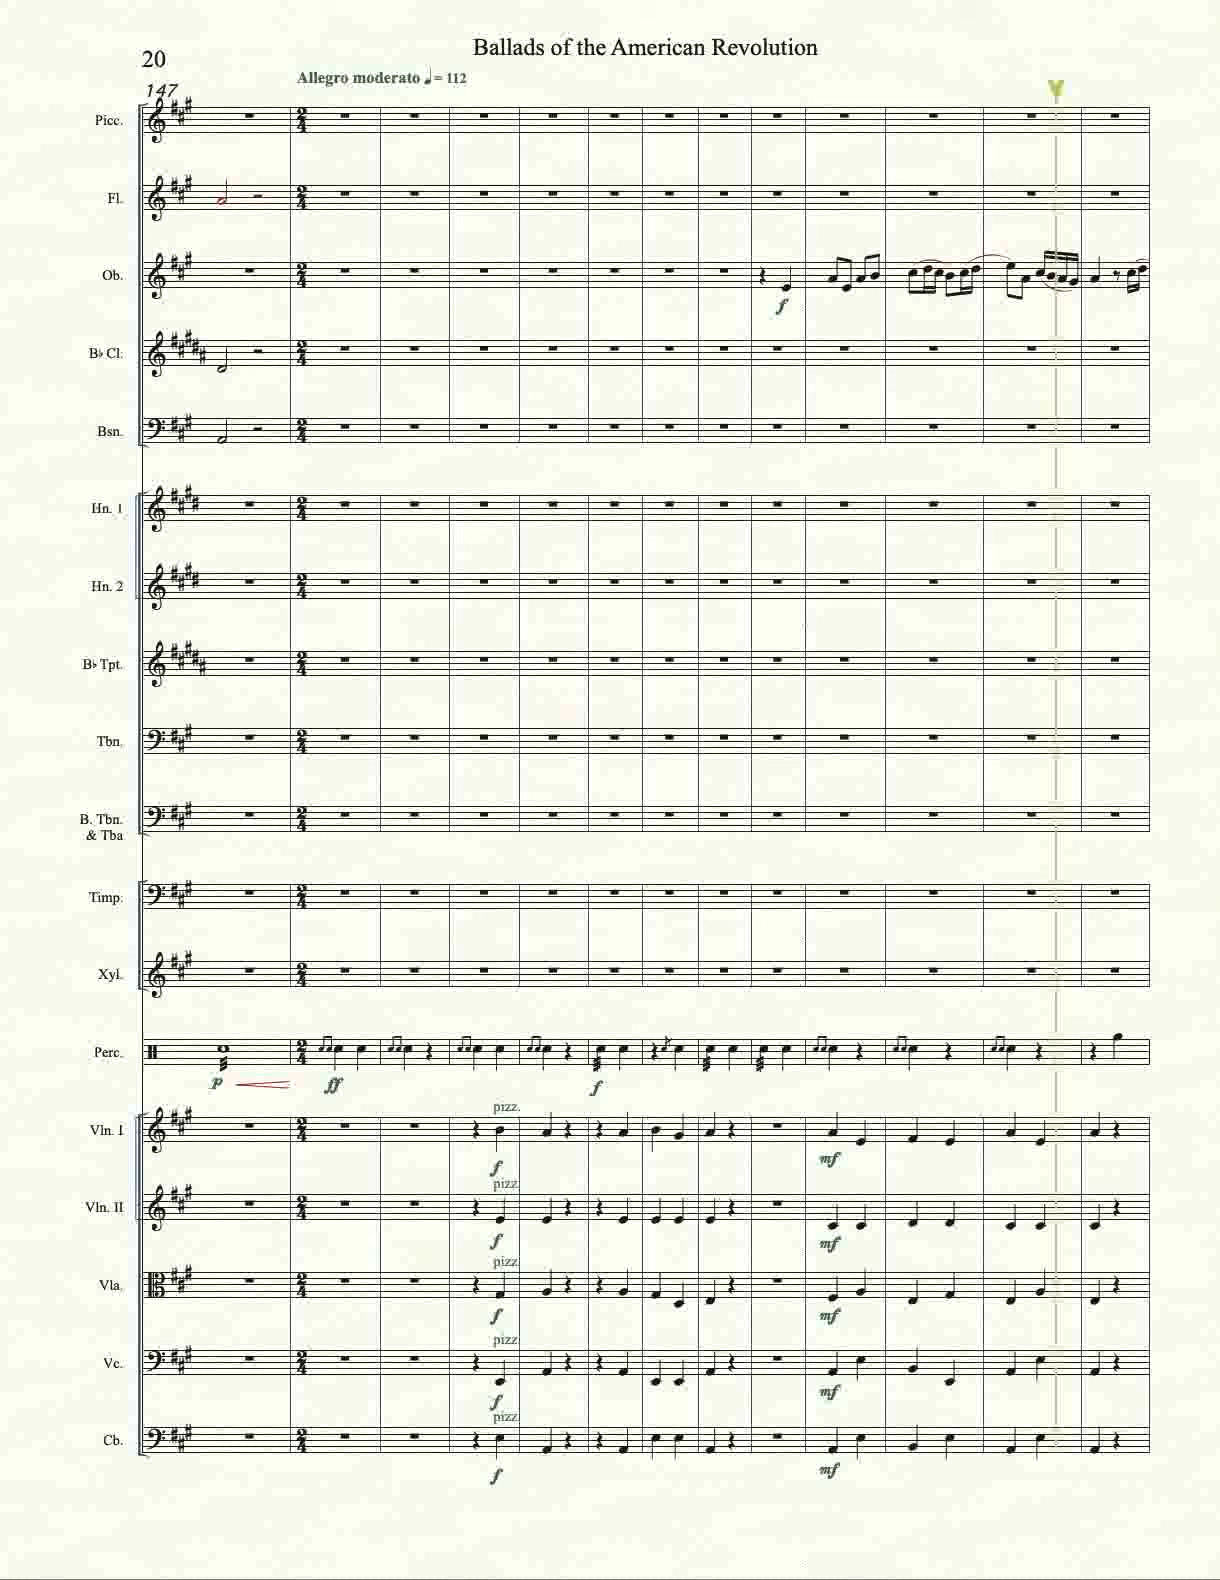 Ballads of the American Revolution
20
Allegro moderato ♩ = 112
147
Picc.
Fl.
Ob.
f
B♭ Cl.
Bsn.
Hn. 1
Hn. 2
B♭ Tpt.
Tbn.
B. Tbn.
& Tba
Timp.
Xyl.
Perc.
p ff f
pizz.
Vln. I
f mf
pizz.
Vln. II
f mf
pizz.
Vla.
f mf
pizz.
Vc.
f mf
pizz.
Cb.
f mf